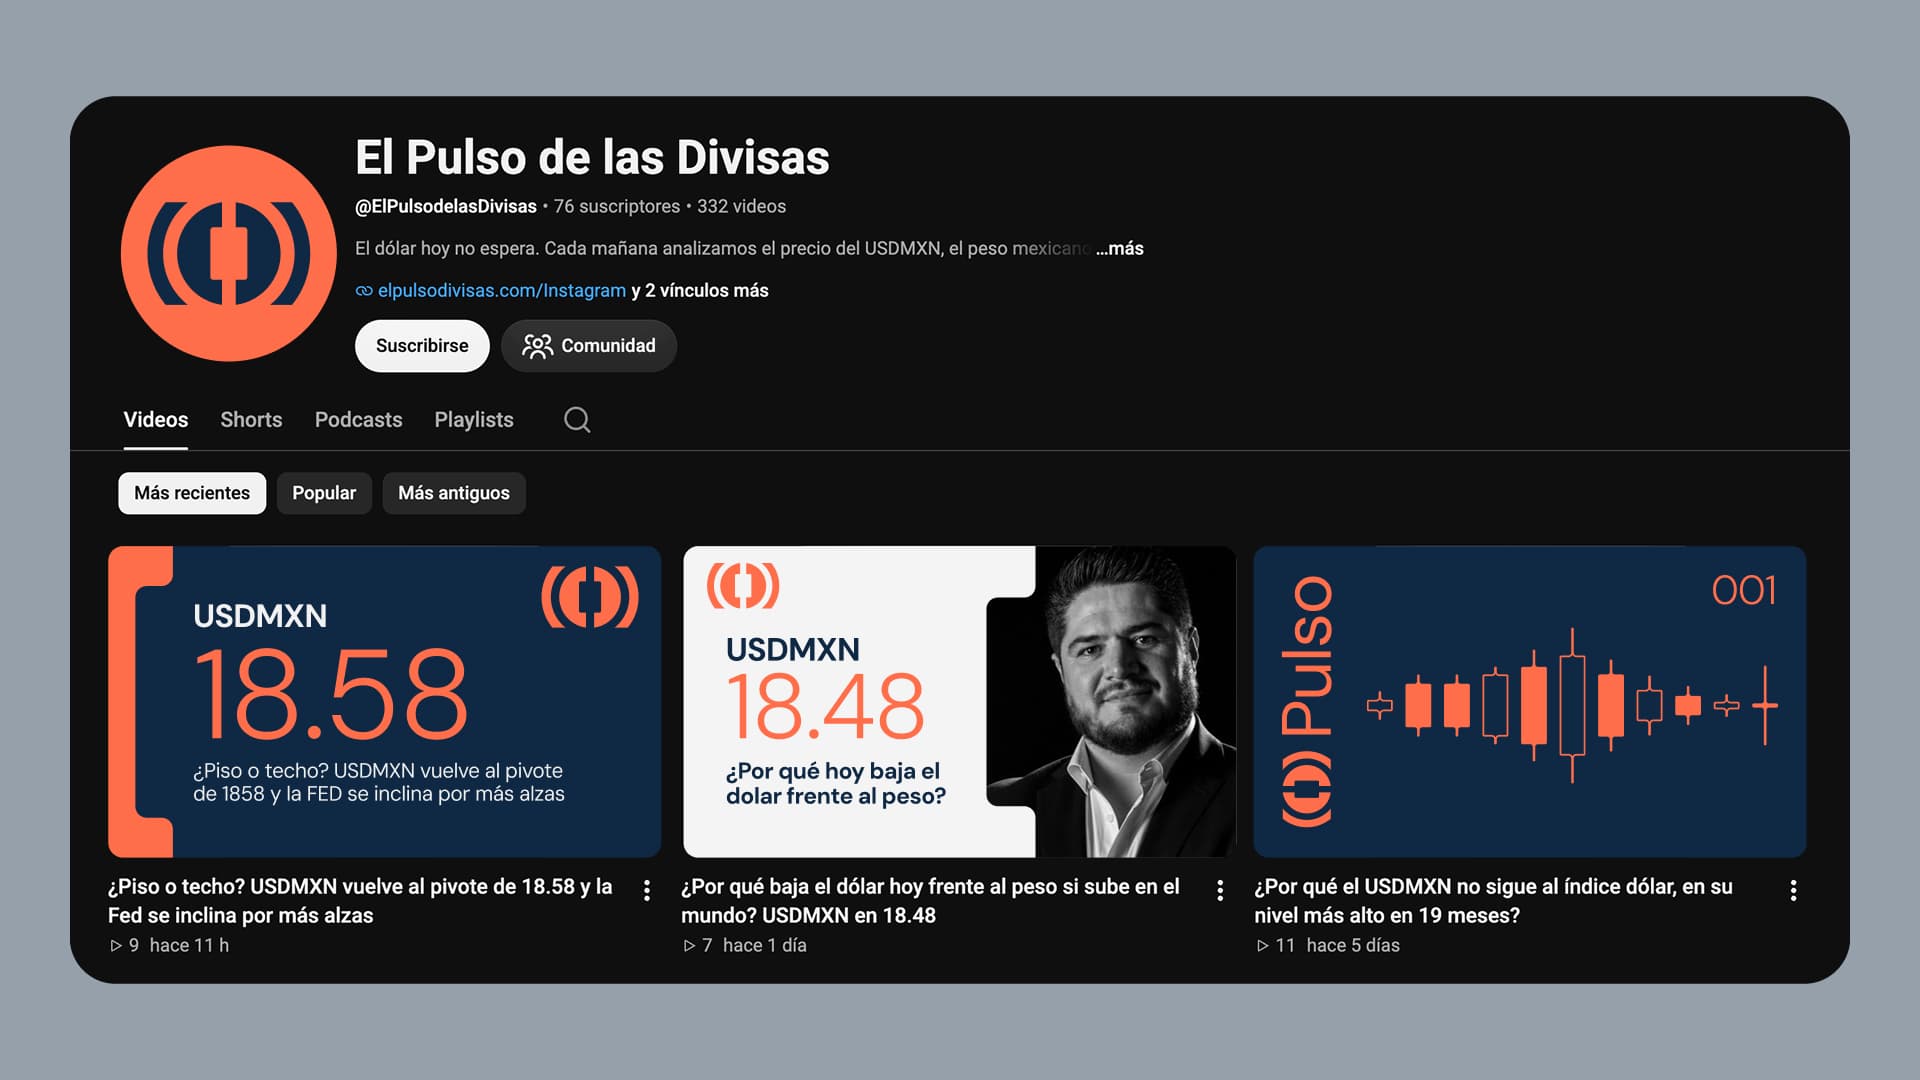 El Pulso de las Divisas
@ElPulsodelasDivisas • 76 suscriptores • 332 videos
El dólar hoy no espera. Cada mañana analizamos el precio del USDMXN, el peso mexicano ...más
elpulsodivisas.com/Instagram y 2 vínculos más
Suscribirse
Comunidad
Videos
Shorts
Podcasts
Playlists
Más recientes
Popular
Más antiguos
USDMXN
18.58
¿Piso o techo? USDMXN vuelve al pivote
de 1858 y la FED se inclina por más alzas
USDMXN
18.48
¿Por qué hoy baja el
dolar frente al peso?
Pulso
001
¿Piso o techo? USDMXN vuelve al pivote de 18.58 y la
Fed se inclina por más alzas
9 hace 11 h
¿Por qué baja el dólar hoy frente al peso si sube en el
mundo? USDMXN en 18.48
7 hace 1 día
¿Por qué el USDMXN no sigue al índice dólar, en su
nivel más alto en 19 meses?
11 hace 5 días